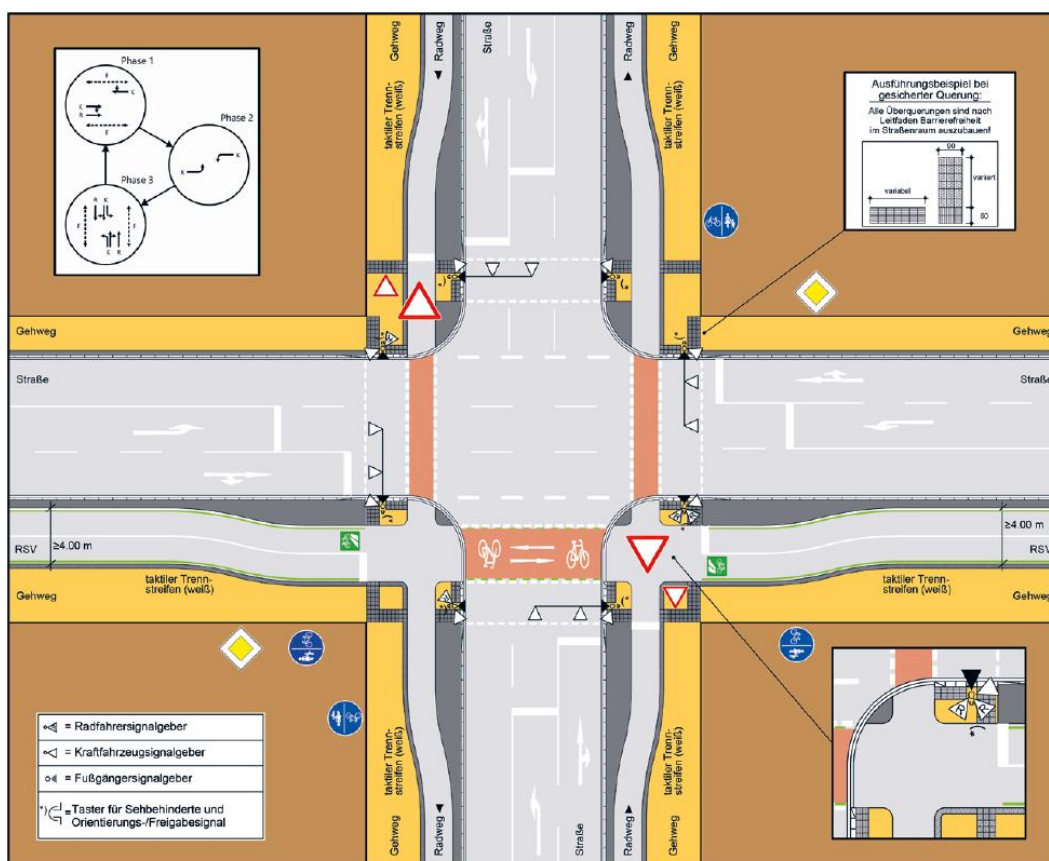 Phase 1
F
K
K
R
F
Phase 2
K
K
Phase 3
R K
F
F
K R
Gehweg
taktiler Trenn-
streifen (weiß)
Radweg
Straße
Radweg
Gehweg
taktiler Trenn-
streifen (weiß)
Ausführungsbeispiel bei
gesicherter Querung:
Alle Überquerungen sind nach
Leitfaden Barrierefreiheit
im Straßenraum auszubauen!
90
variabel
variiert
60
Gehweg
Gehweg
Straße
Straße
RSV
≥4.00 m
≥4.00 m
RSV
taktiler Trenn-
streifen (weiß)
taktiler Trenn-
streifen (weiß)
Gehweg
Gehweg
= Radfahrersignalgeber
= Kraftfahrzeugsignalgeber
= Fußgängersignalgeber
*) = Taster für Sehbehinderte und
Orientierungs-/Freigabesignal
taktiler Trenn-
streifen (weiß)
Gehweg
Radweg
Straße
Radweg
taktiler Trenn-
streifen (weiß)
Gehweg
R
R